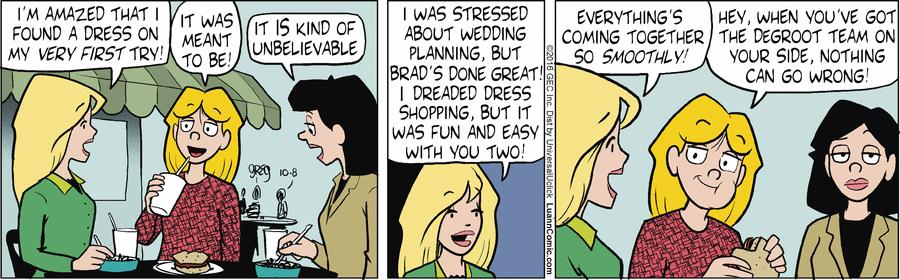 I'M AMAZED THAT I
FOUND A DRESS ON
MY VERY FIRST TRY!
IT WAS
MEANT
TO BE!
IT IS KIND OF
UNBELIEVABLE
greg 10-8
I WAS STRESSED
ABOUT WEDDING
PLANNING, BUT
BRAD'S DONE GREAT!
I DREADED DRESS
SHOPPING, BUT IT
WAS FUN AND EASY
WITH YOU TWO!
©2016 GEC Inc. Dist by UniversalUclick LuannComic.com
EVERYTHING'S
COMING TOGETHER
SO SMOOTHLY!
HEY, WHEN YOU'VE GOT
THE DEGROOT TEAM ON
YOUR SIDE, NOTHING
CAN GO WRONG!